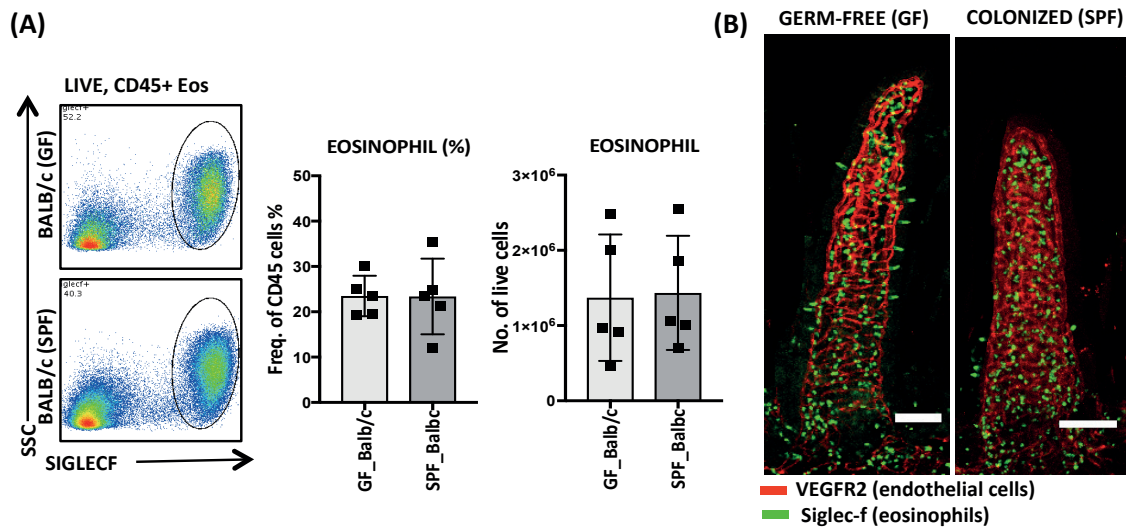 (A)
LIVE, CD45+ Eos
SSC
BALB/c (GF)
glecf+
52.2
BALB/c (SPF)
glecf+
40.3
SIGLECF
EOSINOPHIL (%)
Freq. of CD45 cells %
50
40
30
20
10
0
GF_Balb/c
SPF_Balbc
EOSINOPHIL
No. of live cells
3×10⁶
2×10⁶
1×10⁶
0
GF_Balb/c
SPF_Balbc
(B)
GERM-FREE (GF)
COLONIZED (SPF)
VEGFR2 (endothelial cells)
Siglec-f (eosinophils)